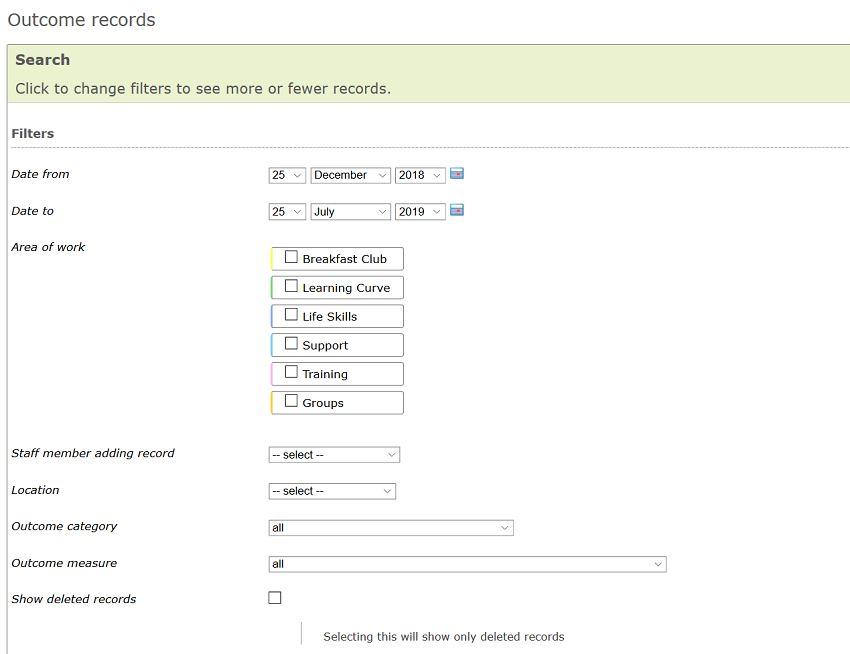 Outcome records
Search
Click to change filters to see more or fewer records.
Filters
Date from 25 December 2018
Date to 25 July 2019
Area of work
Breakfast Club
Learning Curve
Life Skills
Support
Training
Groups
Staff member adding record -- select --
Location -- select --
Outcome category all
Outcome measure all
Show deleted records
Selecting this will show only deleted records